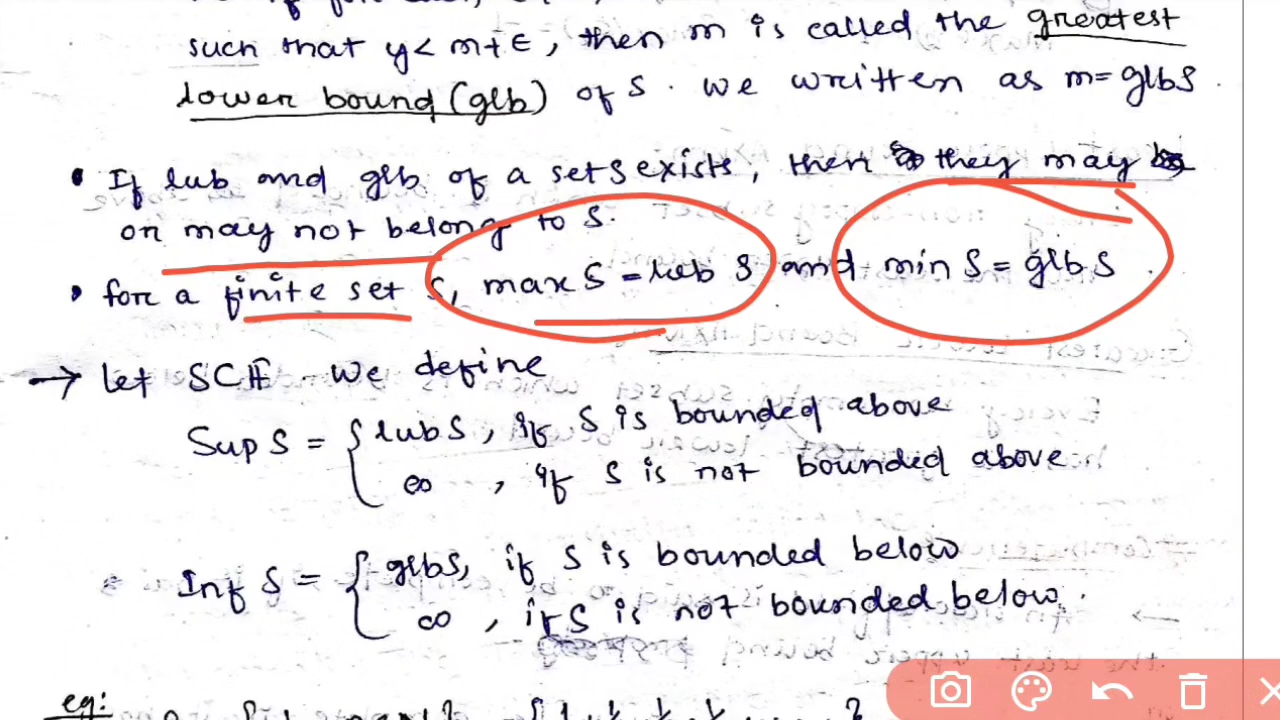 such that y < m + ϵ, then m is called the greatest
lower bound (glb) of S. we written as m = glb S
• If lub and glb of a set S exists, then they may
or may not belong to S.
• for a finite set S, max S = lub S and min S = glb S
→ Let S⊂F We define
Sup S = { lub S, if S is bounded above
∞, if S is not bounded above
Inf S = { glb S, if S is bounded below
∞, if S is not bounded below.
eg: